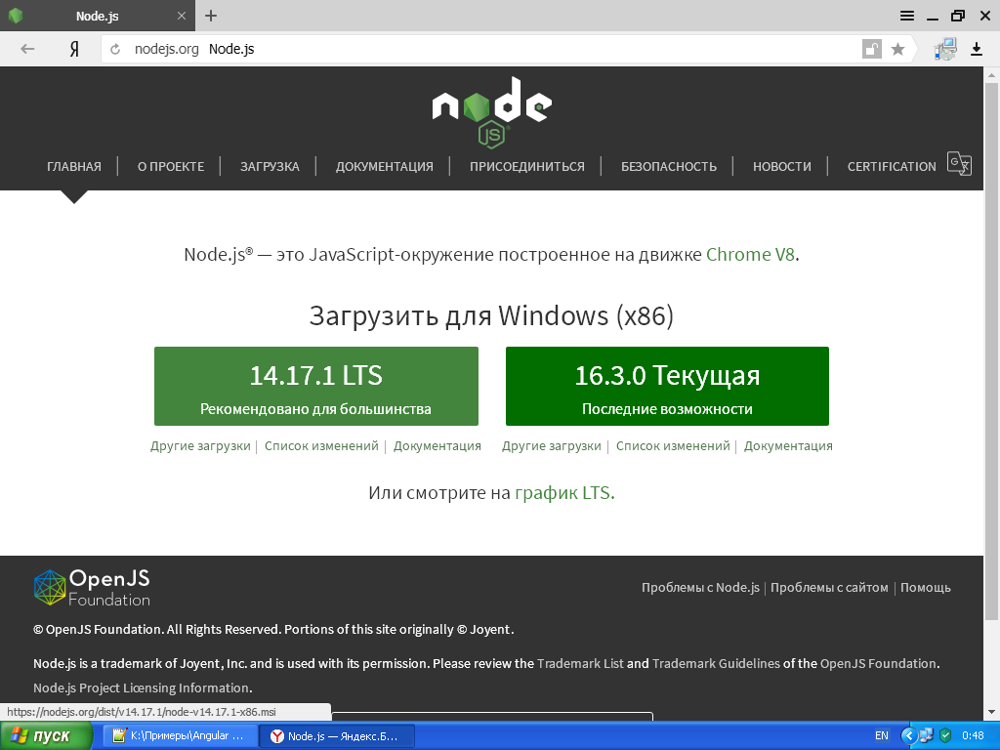 Node.js
Я
nodejs.org Node.js
node
JS
ГЛАВНАЯ
О ПРОЕКТЕ
ЗАГРУЗКА
ДОКУМЕНТАЦИЯ
ПРИСОЕДИНИТЬСЯ
БЕЗОПАСНОСТЬ
НОВОСТИ
CERTIFICATION
Node.js® — это JavaScript-окружение построенное на движке Chrome V8.
Загрузить для Windows (x86)
14.17.1 LTS
Рекомендовано для большинства
16.3.0 Текущая
Последние возможности
Другие загрузки | Список изменений | Документация
Другие загрузки | Список изменений | Документация
Или смотрите на график LTS.
OpenJS
Foundation
Проблемы с Node.js | Проблемы с сайтом | Помощь
© OpenJS Foundation. All Rights Reserved. Portions of this site originally © Joyent.
Node.js is a trademark of Joyent, Inc. and is used with its permission. Please review the Trademark List and Trademark Guidelines of the OpenJS Foundation.
Node.js Project Licensing Information.
https://nodejs.org/dist/v14.17.1/node-v14.17.1-x86.msi
пуск
K:\Примеры\Angular ...
Node.js — Яндекс.Б...
EN
0:48